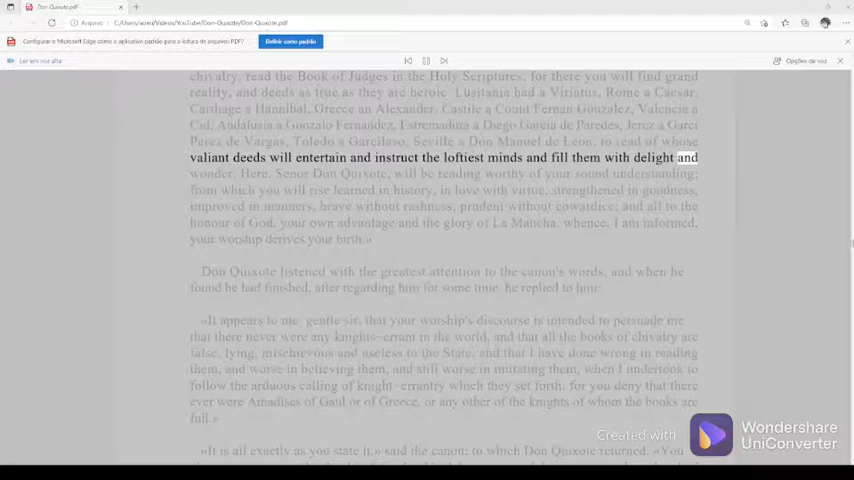 Don-Quixote.pdf
Arquivo
C:/Users/
/Videos/YouTube/Don-Quixote/Don-Quixote.pdf
Configurar o Microsoft Edge como o aplicativo padrão para a leitura de arquivos PDF?
Definir como padrão
Ler em voz alta
Opções de voz
chivalry, read the Book of Judges in the Holy Scriptures, for there you will find grand
reality, and deeds as true as they are heroic. Lusitania had a Viriatus, Rome a Caesar,
Carthage a Hannibal, Greece an Alexander, Castile a Count Fernan Gonzalez, Valencia a
Cid, Andalusia a Gonzalo Fernandez, Estremadura a Diego Garcia de Paredes, Jerez a Garci
Perez de Vargas, Toledo a Garcilaso, Seville a Don Manuel de Leon, to read of whose
valiant deeds will entertain and instruct the loftiest minds and fill them with delight and
wonder. Here, Senor Don Quixote, will be reading worthy of your sound understanding;
from which you will rise learned in history, in love with virtue, strengthened in goodness,
improved in manners, brave without rashness, prudent without cowardice; and all to the
honour of God, your own advantage and the glory of La Mancha, whence, I am informed,
your worship derives your birth.»
Don Quixote listened with the greatest attention to the canon's words, and when he
found he had finished, after regarding him for some time, he replied to him:
«It appears to me, gentle sir, that your worship's discourse is intended to persuade me
that there never were any knights-errant in the world, and that all the books of chivalry are
false, lying, mischievous and useless to the State, and that I have done wrong in reading
them, and worse in believing them, and still worse in imitating them, when I undertook to
follow the arduous calling of knight-errantry which they set forth; for you deny that there
ever were Amadises of Gaul or of Greece, or any other of the knights of whom the books are
full.»
«It is all exactly as you state it,» said the canon; to which Don Quixote returned, «You
Created with
Wondershare
UniConverter